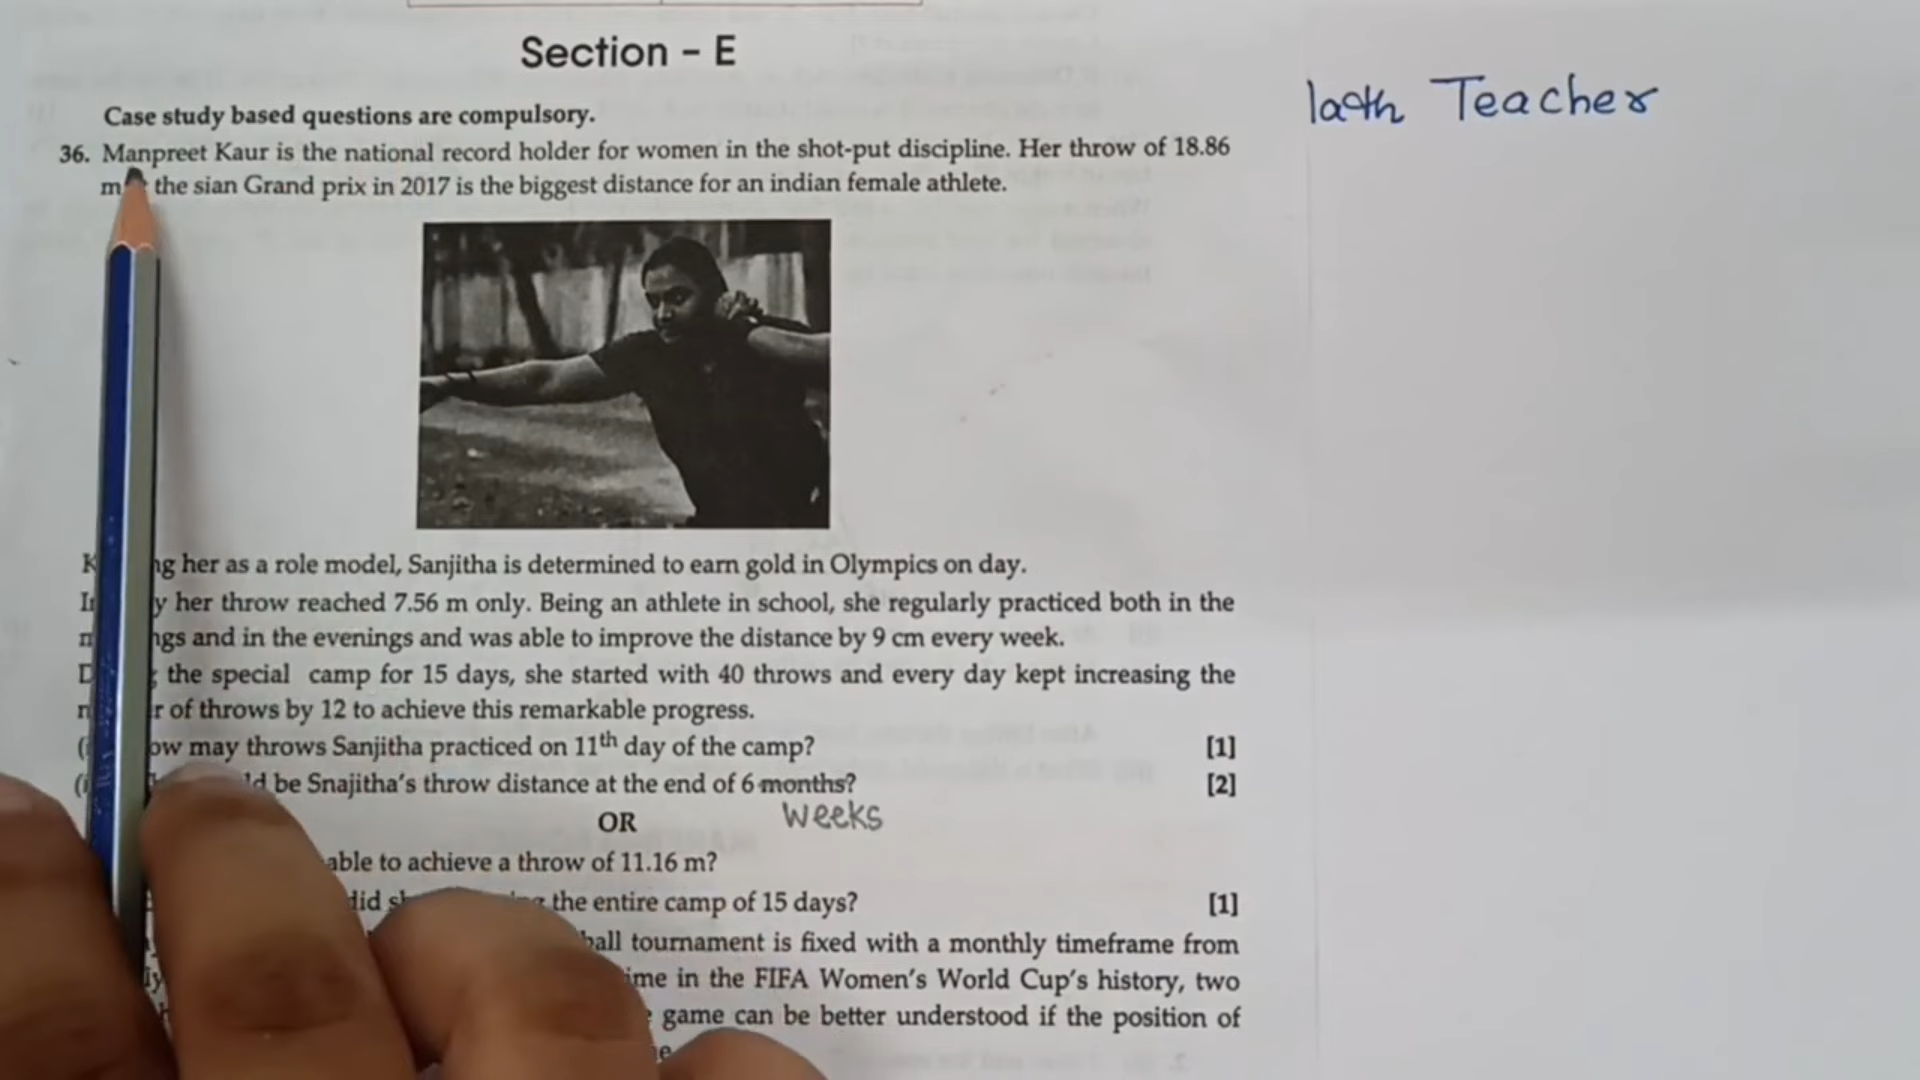 Section - E
Case study based questions are compulsory.
36. Manpreet Kaur is the national record holder for women in the shot-put discipline. Her throw of 18.86
m the sian Grand prix in 2017 is the biggest distance for an indian female athlete.
Teacher
her as a role model, Sanjitha is determined to earn gold in Olympics on day.
her throw reached 7.56 m only. Being an athlete in school, she regularly practiced both in the
and in the evenings and was able to improve the distance by 9 cm every week.
the special camp for 15 days, she started with 40 throws and every day kept increasing the
of throws by 12 to achieve this remarkable progress.
may throws Sanjitha practiced on 11th day of the camp? [1]
be Snajitha's throw distance at the end of 6 months? [2]
weeks
OR
able to achieve a throw of 11.16 m?
did the entire camp of 15 days? [1]
tournament is fixed with a monthly timeframe from
in the FIFA Women's World Cup's history, two
game can be better understood if the position of